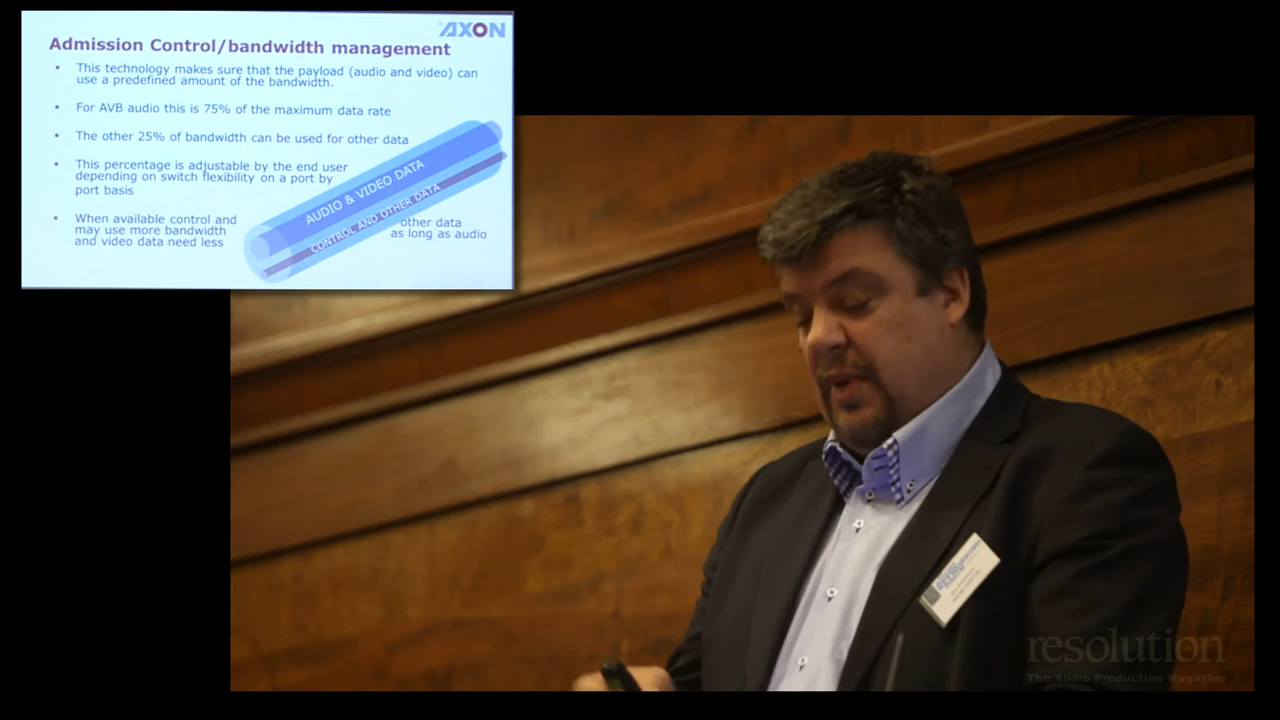 AXON
Admission Control/bandwidth management
This technology makes sure that the payload (audio and video) can
use a predefined amount of the bandwidth.
For AVB audio this is 75% of the maximum data rate
The other 25% of bandwidth can be used for other data
This percentage is adjustable by the end user
depending on switch flexibility on a port by
port basis
When available control and
may use more bandwidth
and video data need less
other data
as long as audio
AUDIO & VIDEO DATA
CONTROL AND OTHER DATA
resolution
The Audio Production Magazine